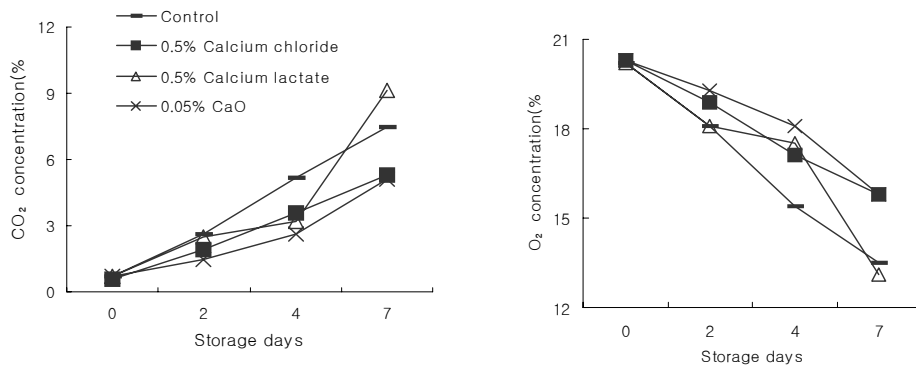 12
9
6
3
0
CO₂ concentration(%
Control
0.5% Calcium chloride
0.5% Calcium lactate
0.05% CaO
0 2 4 7
Storage days
21
18
15
12
O₂ concentration(%
0 2 4 7
Storage days